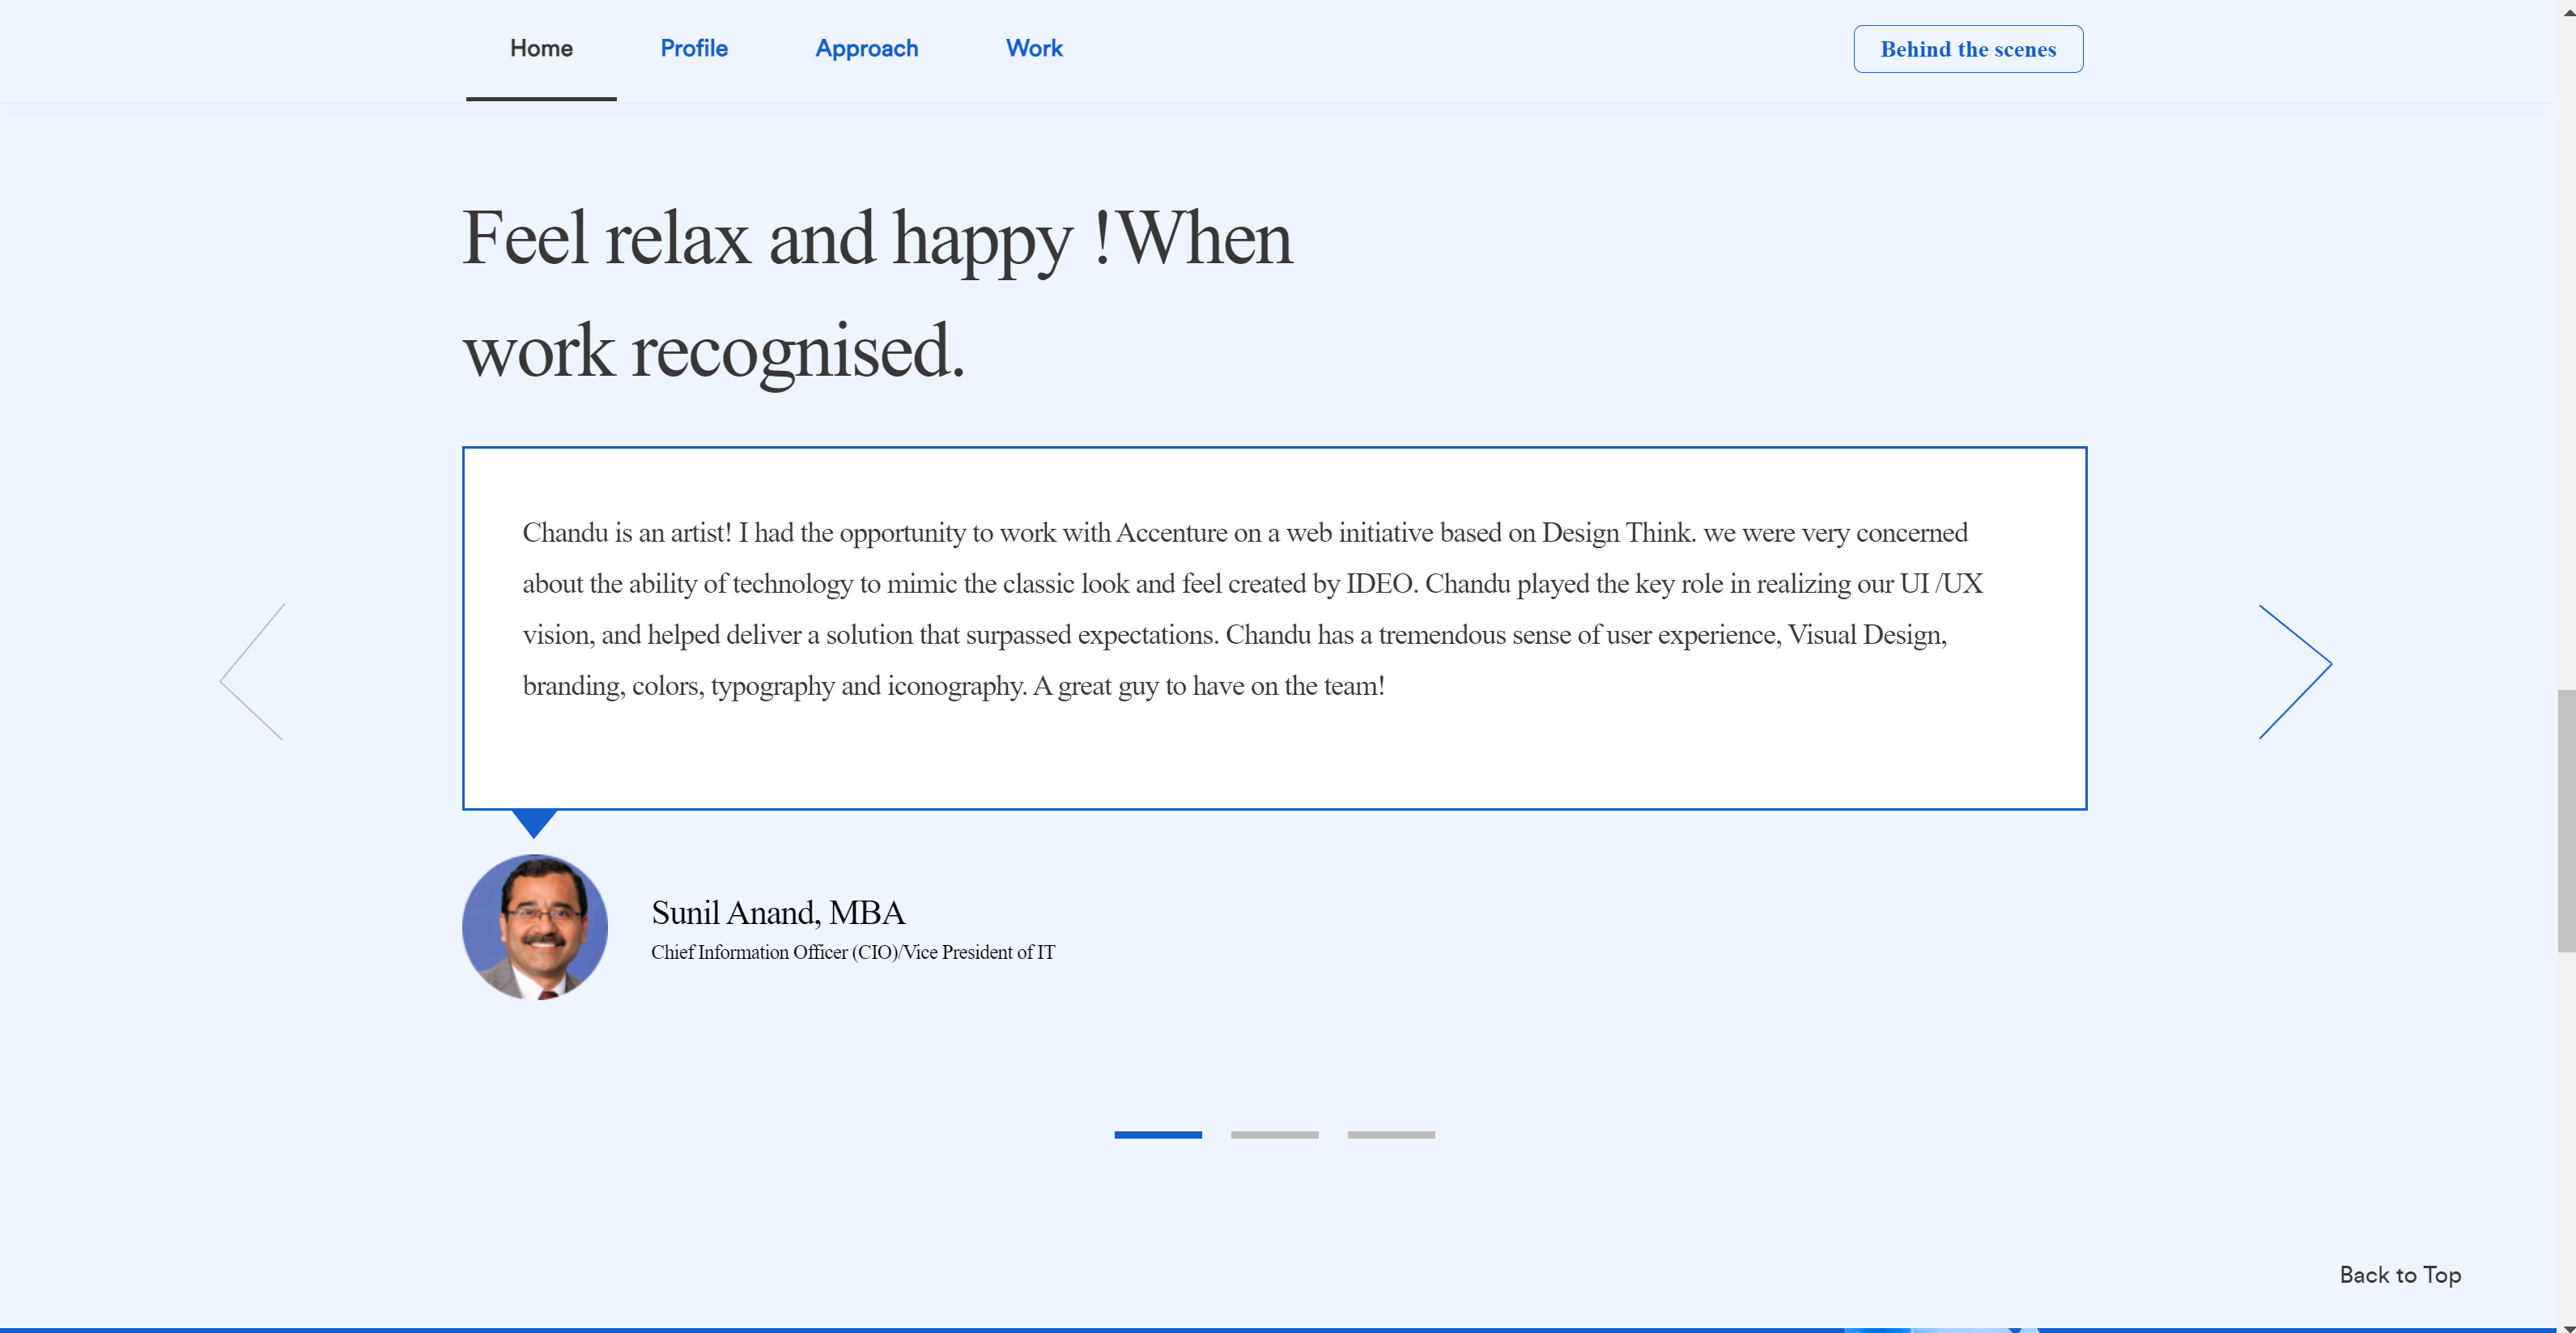 Home Profile Approach Work Behind the scenes
Feel relax and happy !When
work recognised.
Chandu is an artist! I had the opportunity to work with Accenture on a web initiative based on Design Think. we were very concerned
about the ability of technology to mimic the classic look and feel created by IDEO. Chandu played the key role in realizing our UI /UX
vision, and helped deliver a solution that surpassed expectations. Chandu has a tremendous sense of user experience, Visual Design,
branding, colors, typography and iconography. A great guy to have on the team!
Sunil Anand, MBA
Chief Information Officer (CIO)/Vice President of IT
Back to Top